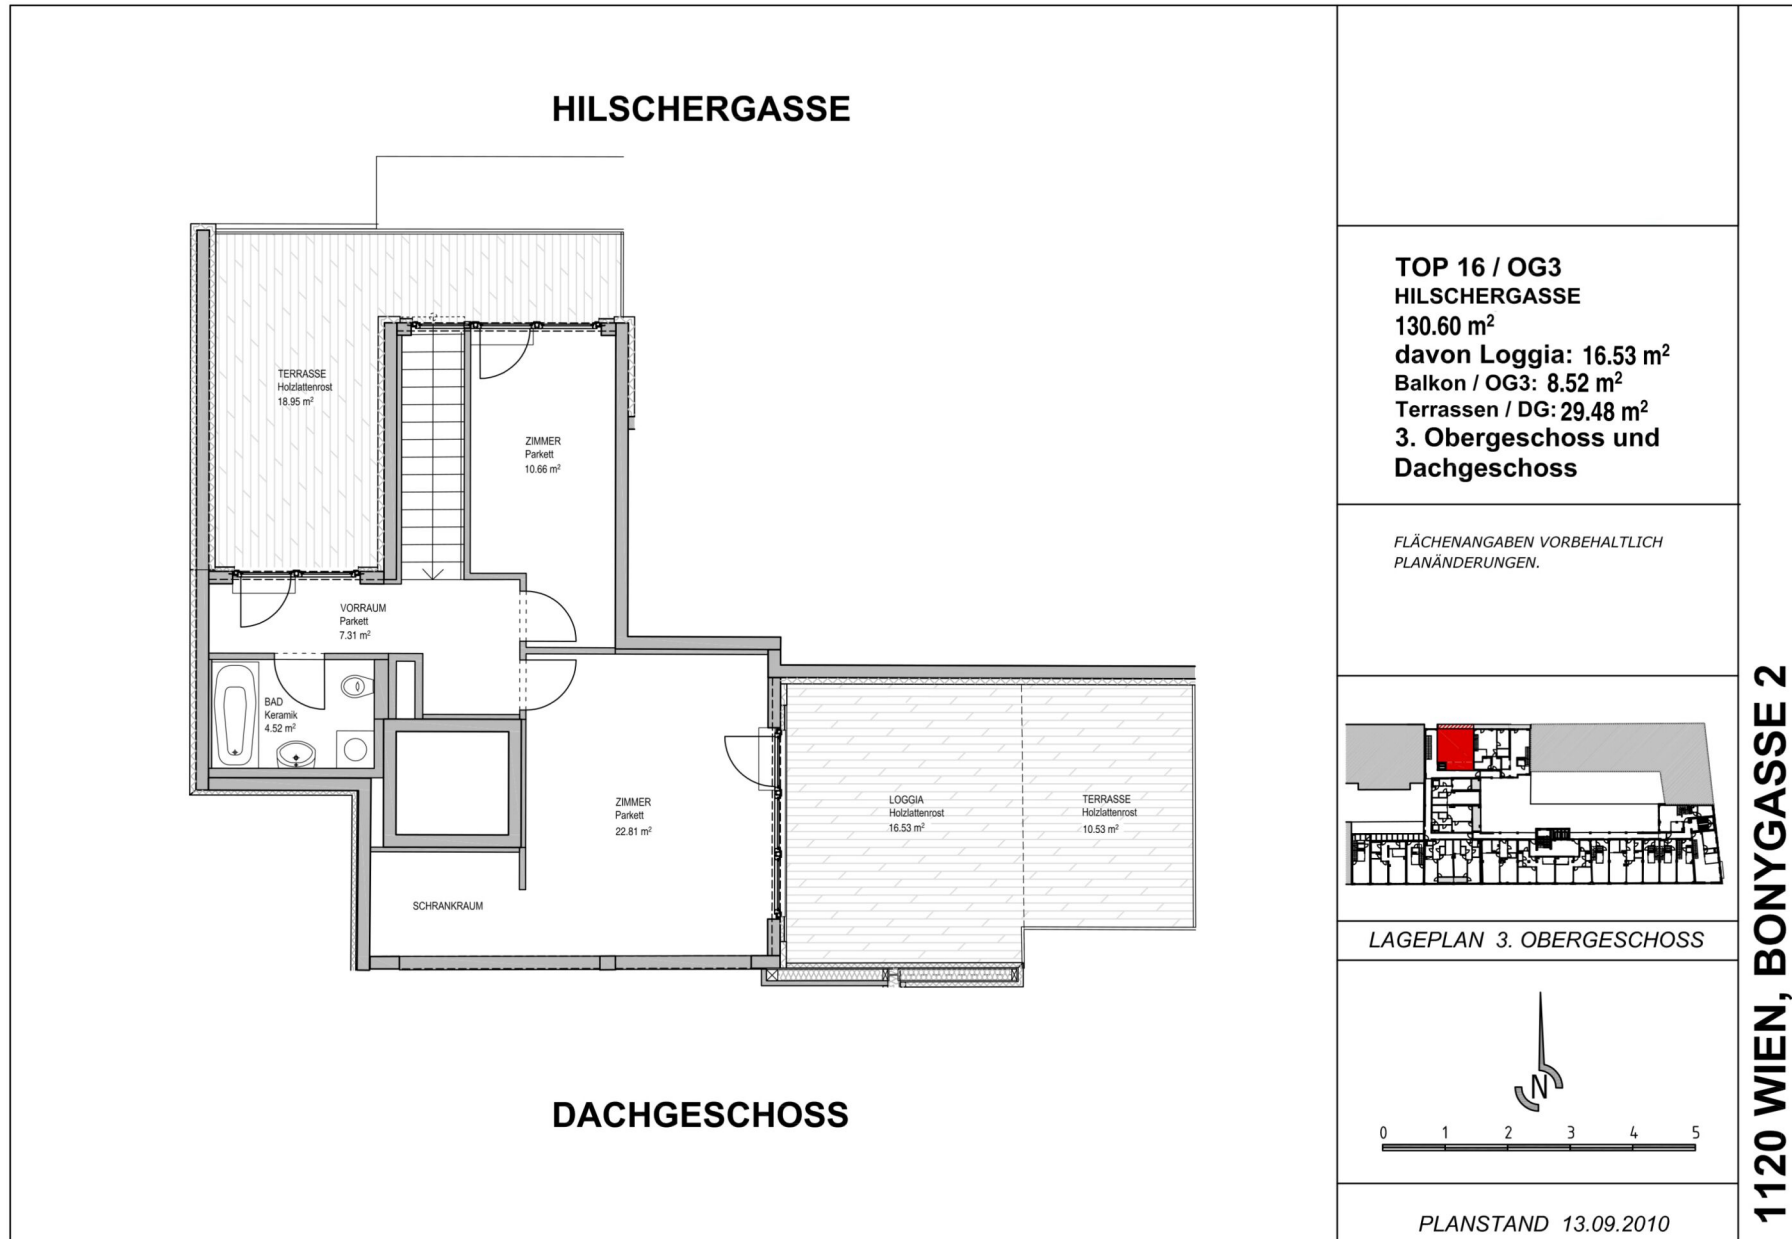 HILSCHERGASSE
TERRASSE
Holzlattenrost
18.95 m²
ZIMMER
Parkett
10.66 m²
VORRAUM
Parkett
7.31 m²
BAD
Keramik
4.52 m²
ZIMMER
Parkett
22.81 m²
SCHRANKRAUM
LOGGIA
Holzlattenrost
16.53 m²
TERRASSE
Holzlattenrost
10.53 m²
DACHGESCHOSS
TOP 16 / OG3
HILSCHERGASSE
130.60 m²
davon Loggia: 16.53 m²
Balkon / OG3: 8.52 m²
Terrassen / DG: 29.48 m²
3. Obergeschoss und
Dachgeschoss
FLÄCHENANGABEN VORBEHALTLICH
PLANÄNDERUNGEN.
LAGEPLAN 3. OBERGESCHOSS
N
0 1 2 3 4 5
PLANSTAND 13.09.2010
1120 WIEN, BONYGASSE 2